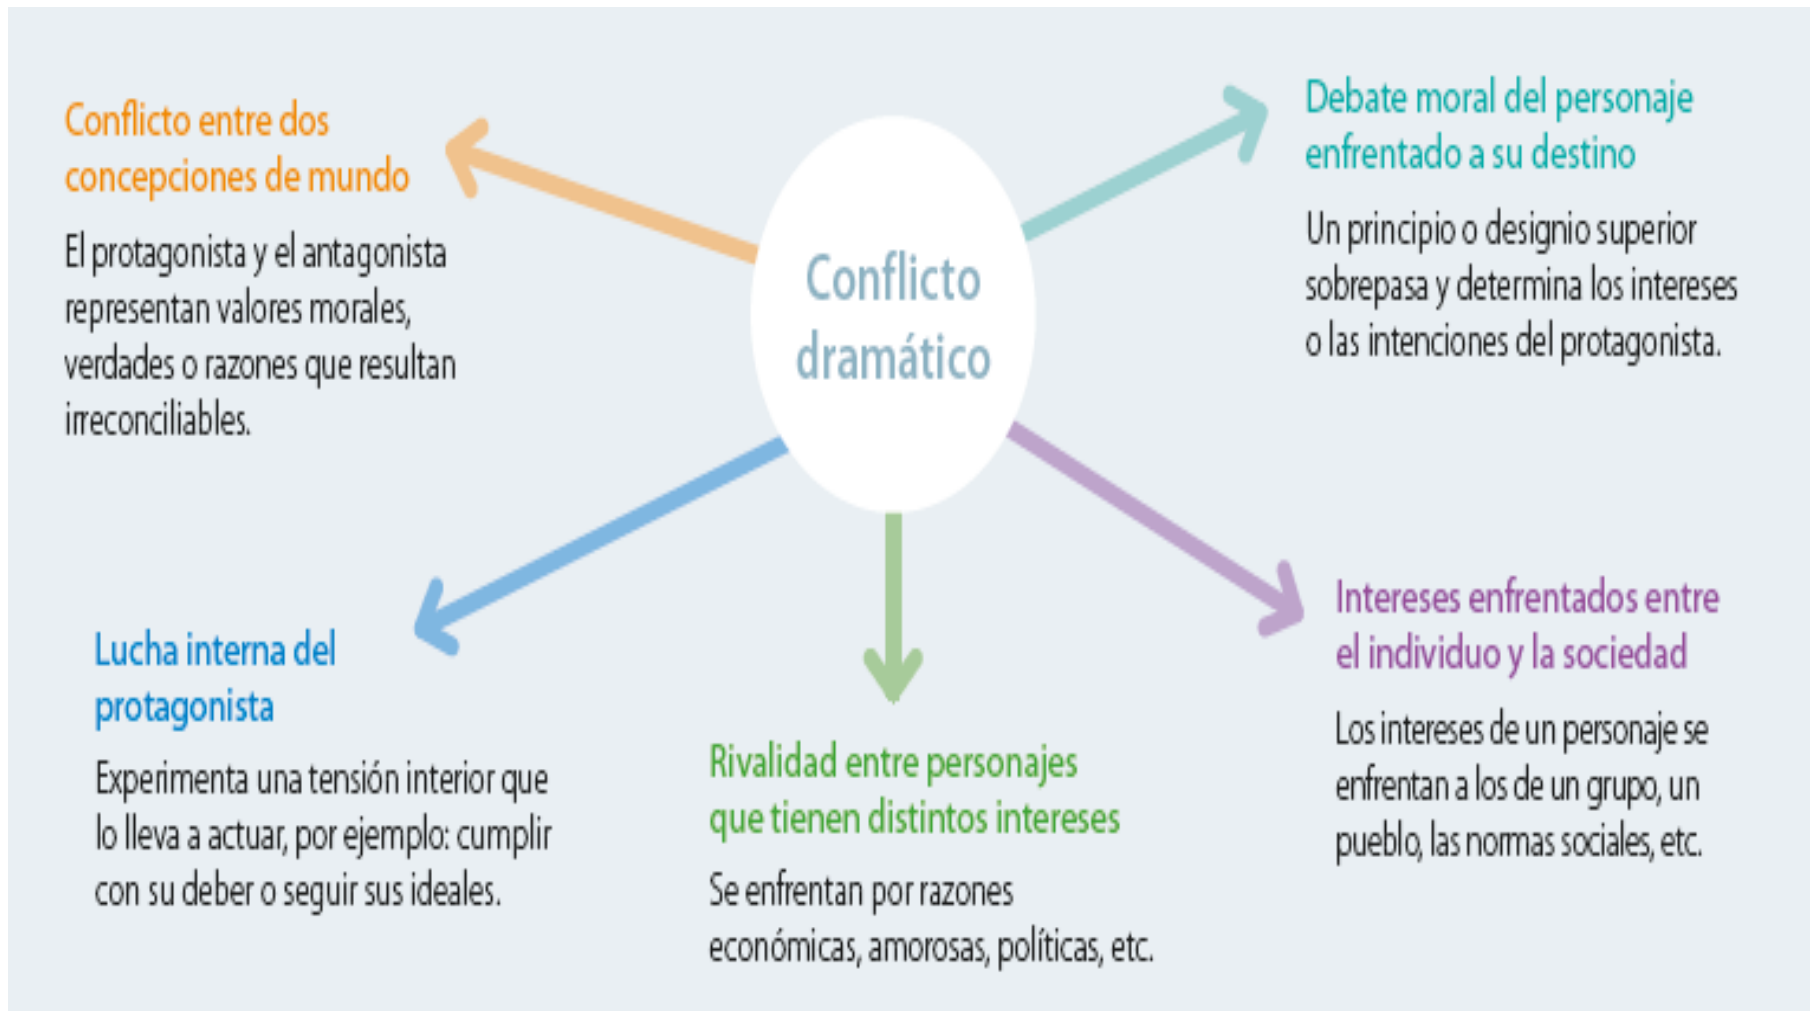 Conflicto entre dos
concepciones de mundo
El protagonista y el antagonista
representan valores morales,
verdades o razones que resultan
irreconciliables.
Conflicto
dramático
Debate moral del personaje
enfrentado a su destino
Un principio o designio superior
sobrepasa y determina los intereses
o las intenciones del protagonista.
Lucha interna del
protagonista
Experimenta una tensión interior que
lo lleva a actuar, por ejemplo: cumplir
con su deber o seguir sus ideales.
Rivalidad entre personajes
que tienen distintos intereses
Se enfrentan por razones
económicas, amorosas, políticas, etc.
Intereses enfrentados entre
el individuo y la sociedad
Los intereses de un personaje se
enfrentan a los de un grupo, un
pueblo, las normas sociales, etc.